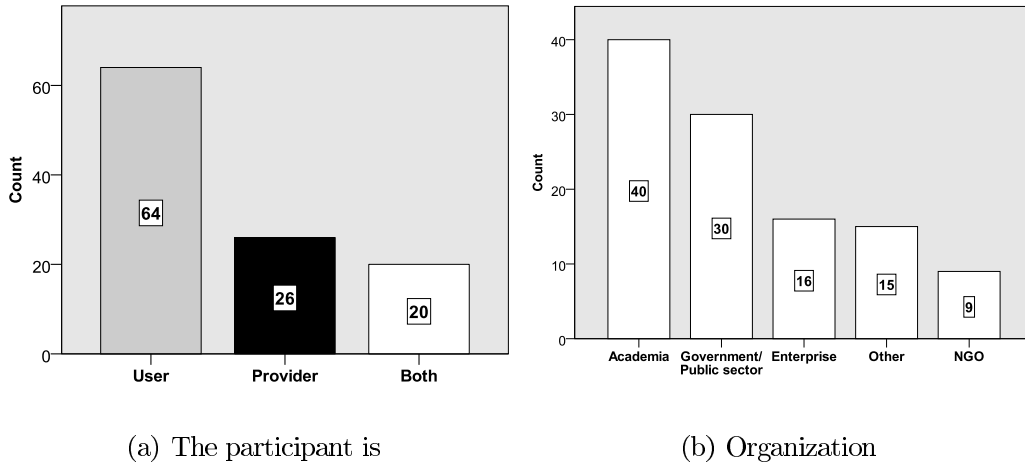 Count
60
40
20
0
64
26
20
User Provider Both
(a) The participant is
Count
40
30
20
10
0
40
30
16
15
9
Academia Government/ Enterprise Other NGO
Public sector
(b) Organization